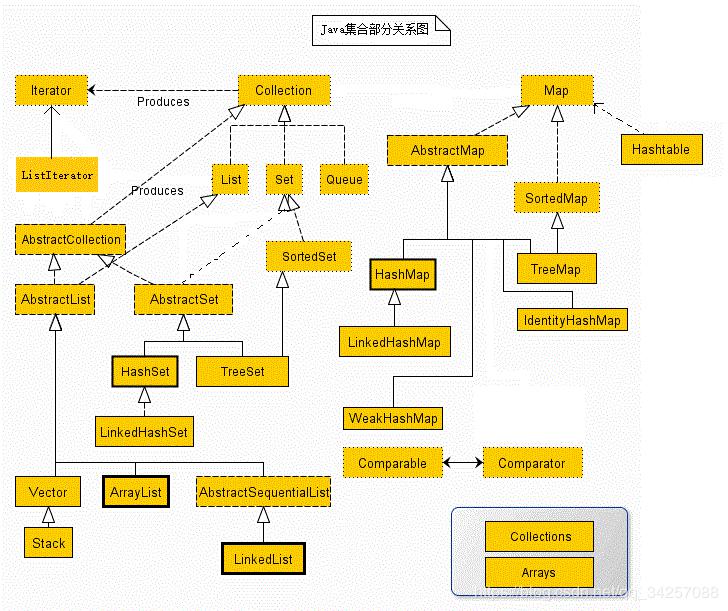 Java集合部分关系图
Iterator
Produces
Collection
Map
ListIterator
Produces
List
Set
Queue
AbstractMap
Hashtable
AbstractCollection
SortedSet
SortedMap
AbstractList
AbstractSet
HashMap
TreeMap
IdentityHashMap
LinkedHashMap
HashSet
TreeSet
WeakHashMap
LinkedHashSet
Comparable
Comparator
Vector
ArrayList
AbstractSequentialList
Stack
LinkedList
Collections
Arrays
https://blog.csdn.net/qq_34257088